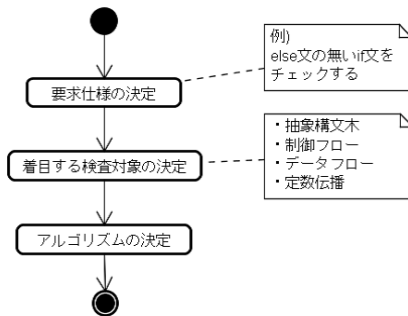 例)
else文の無いif文を
チェックする
要求仕様の決定
・抽象構文木
・制御フロー
・データフロー
・定数伝播
着目する検査対象の決定
アルゴリズムの決定